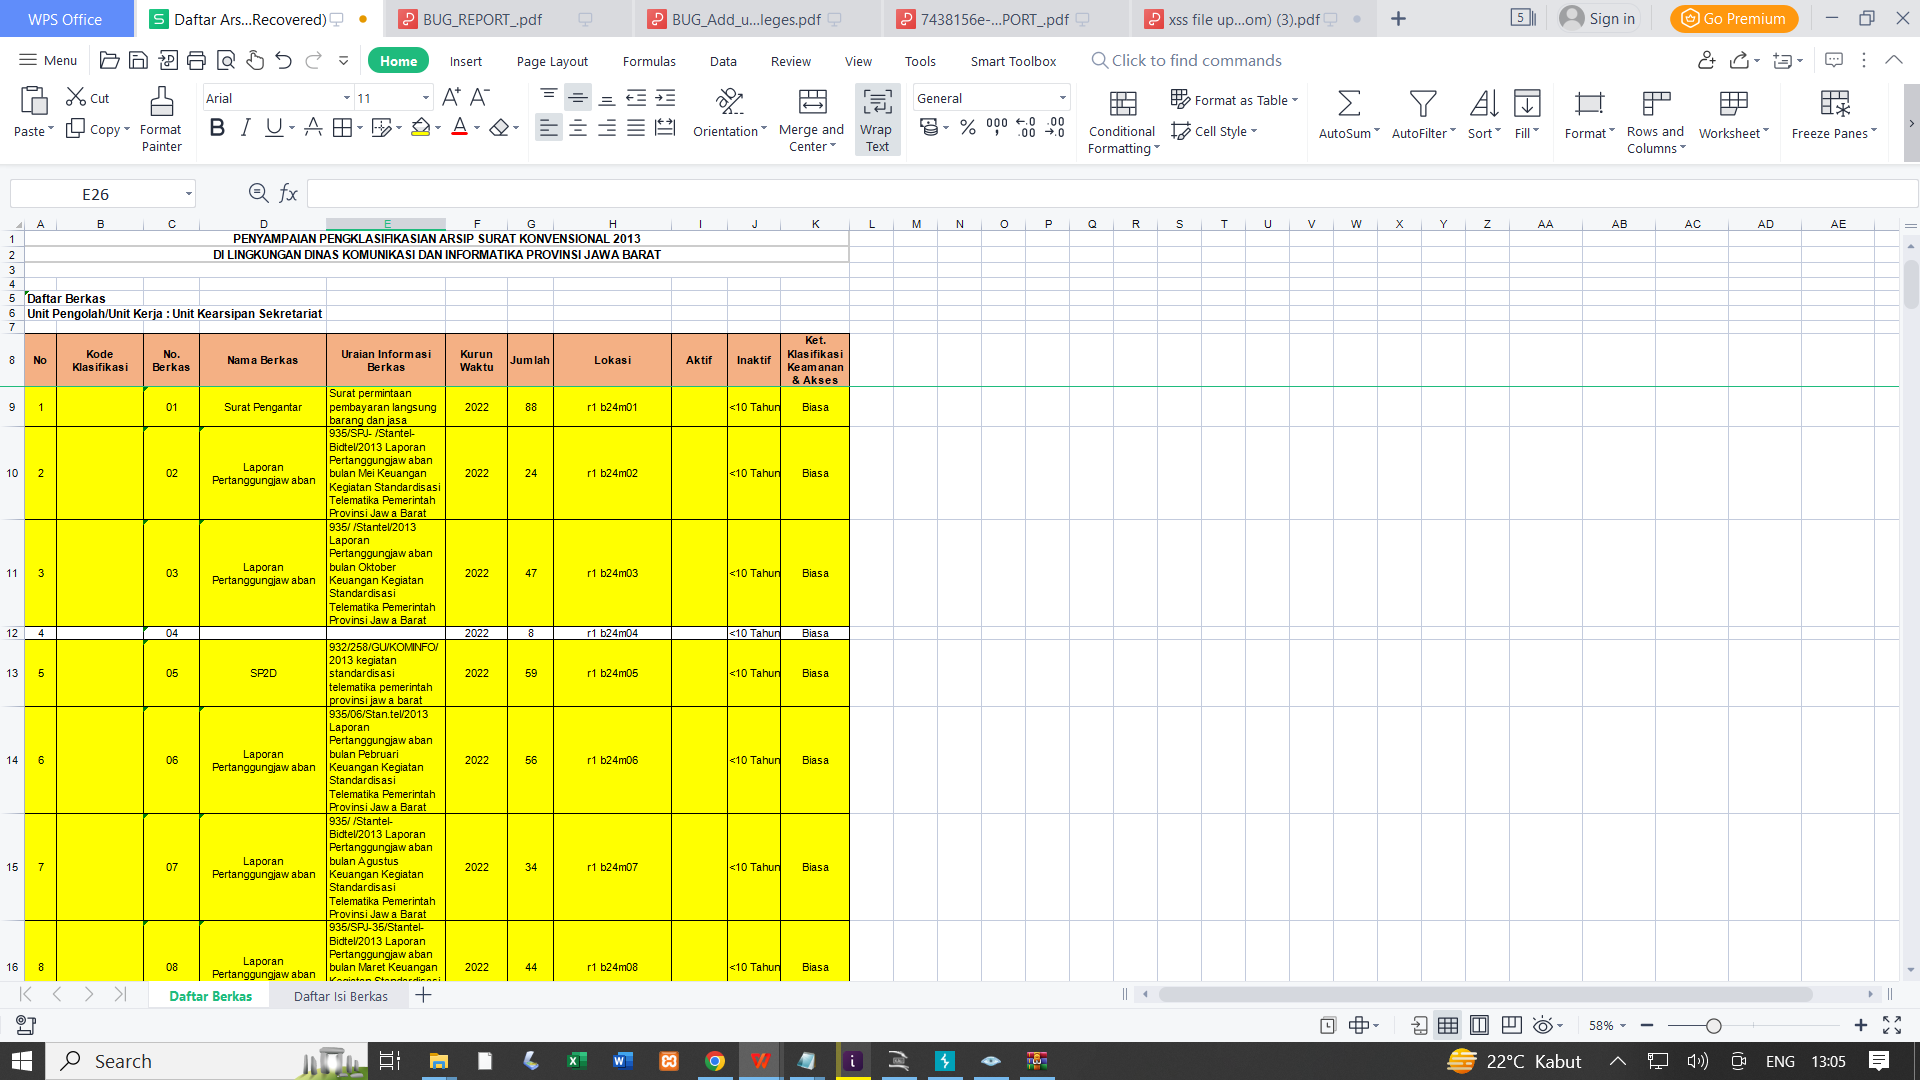 WPS Office
Daftar Ars...Recovered)
BUG_REPORT_.pdf
BUG_Add_u...leges.pdf
7438156e-...PORT_.pdf
xss file up...om) (3).pdf
5
Sign in
Go Premium
Menu
Home
Insert
Page Layout
Formulas
Data
Review
View
Tools
Smart Toolbox
Click to find commands
Paste
Cut
Copy
Format Painter
Arial
11
Orientation
Merge and Center
Wrap Text
General
Conditional Formatting
Format as Table
Cell Style
AutoSum
AutoFilter
Sort
Fill
Format
Rows and Columns
Worksheet
Freeze Panes
E26
fx
A B C D E F G H I J K L M N O P Q R S T U V W X Y Z AA AB AC AD AE
1 PENYAMPAIAN PENGKLASIFIKASIAN ARSIP SURAT KONVENSIONAL 2013
2 DI LINGKUNGAN DINAS KOMUNIKASI DAN INFORMATIKA PROVINSI JAWA BARAT
3
4
5 Daftar Berkas
6 Unit Pengolah/Unit Kerja : Unit Kearsipan Sekretariat
7
8 No Kode Klasifikasi No. Berkas Nama Berkas Uraian Informasi Berkas Kurun Waktu Jumlah Lokasi Aktif Inaktif Ket. Klasifikasi Keamanan & Akses
9 1 01 Surat Pengantar Surat permintaan pembayaran langsung barang dan jasa 2022 88 r1 b24m01 <10 Tahun Biasa
10 2 02 Laporan Pertanggungjawaban 935/SPJ- /Stantel-Bidtel/2013 Laporan Pertanggungjawaban bulan Mei Keuangan Kegiatan Standardisasi Telematika Pemerintah Provinsi Jawa Barat 2022 24 r1 b24m02 <10 Tahun Biasa
11 3 03 Laporan Pertanggungjawaban 935/ /Stantel/2013 Laporan Pertanggungjawaban bulan Oktober Keuangan Kegiatan Standardisasi Telematika Pemerintah Provinsi Jawa Barat 2022 47 r1 b24m03 <10 Tahun Biasa
12 4 04 2022 8 r1 b24m04 <10 Tahun Biasa
13 5 05 SP2D 932/258/GU/KOMINFO/2013 kegiatan standardisasi telematika pemerintah provinsi jawa barat 2022 59 r1 b24m05 <10 Tahun Biasa
14 6 06 Laporan Pertanggungjawaban 935/06/Stan.tel/2013 Laporan Pertanggungjawaban bulan Pebruari Keuangan Kegiatan Standardisasi Telematika Pemerintah Provinsi Jawa Barat 2022 56 r1 b24m06 <10 Tahun Biasa
15 7 07 Laporan Pertanggungjawaban 935/ /Stantel-Bidtel/2013 Laporan Pertanggungjawaban bulan Agustus Keuangan Kegiatan Standardisasi Telematika Pemerintah Provinsi Jawa Barat 2022 34 r1 b24m07 <10 Tahun Biasa
16 8 08 Laporan Pertanggungjawaban 935/SPJ-35/Stantel-Bidtel/2013 Laporan Pertanggungjawaban bulan Maret Keuangan Kegiatan Standardisasi 2022 44 r1 b24m08 <10 Tahun Biasa
Daftar Berkas
Daftar Isi Berkas
58%
Search
22°C Kabut
ENG
13:05